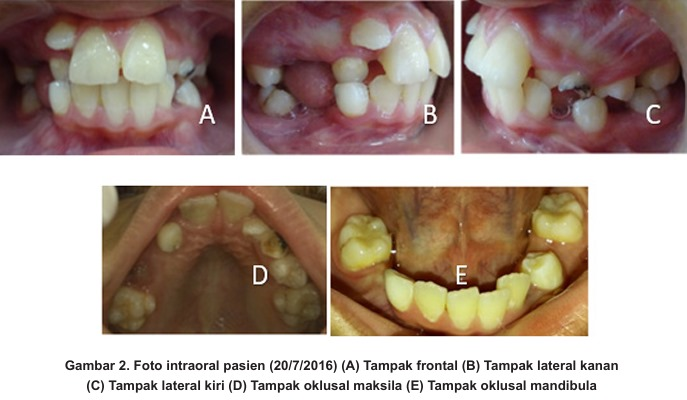 A
B
C
D
E
Gambar 2. Foto intraoral pasien (20/7/2016) (A) Tampak frontal (B) Tampak lateral kanan
(C) Tampak lateral kiri (D) Tampak oklusal maksila (E) Tampak oklusal mandibula